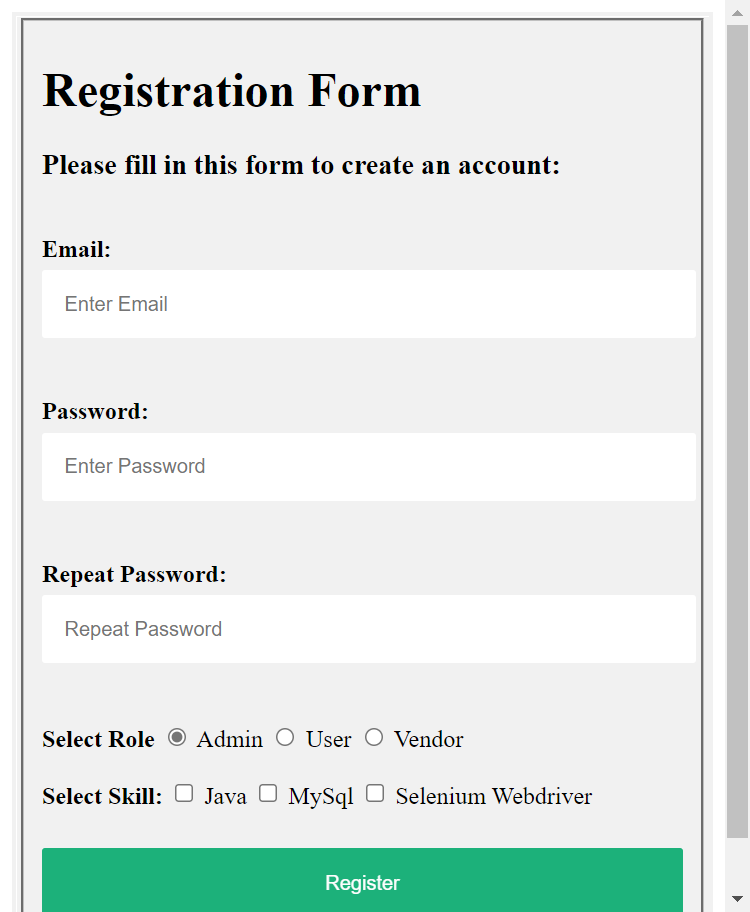 Registration Form
Please fill in this form to create an account:
Email:
Enter Email
Password:
Enter Password
Repeat Password:
Repeat Password
Select Role Admin User Vendor
Select Skill: Java MySql Selenium Webdriver
Register